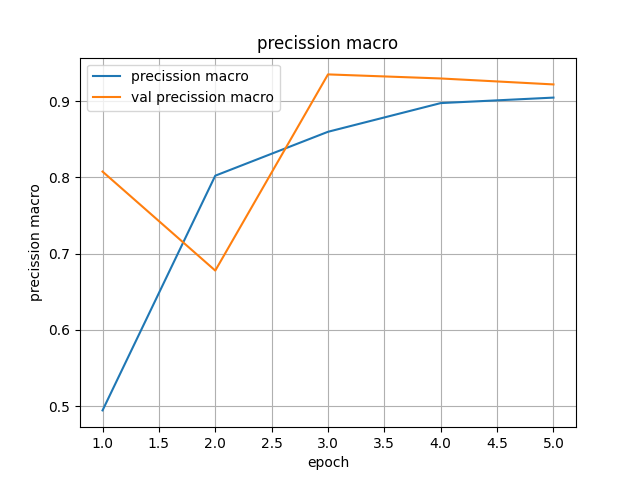 precission macro
precission macro
val precission macro
precission macro
0.9
0.8
0.7
0.6
0.5
1.0 1.5 2.0 2.5 3.0 3.5 4.0 4.5 5.0
epoch